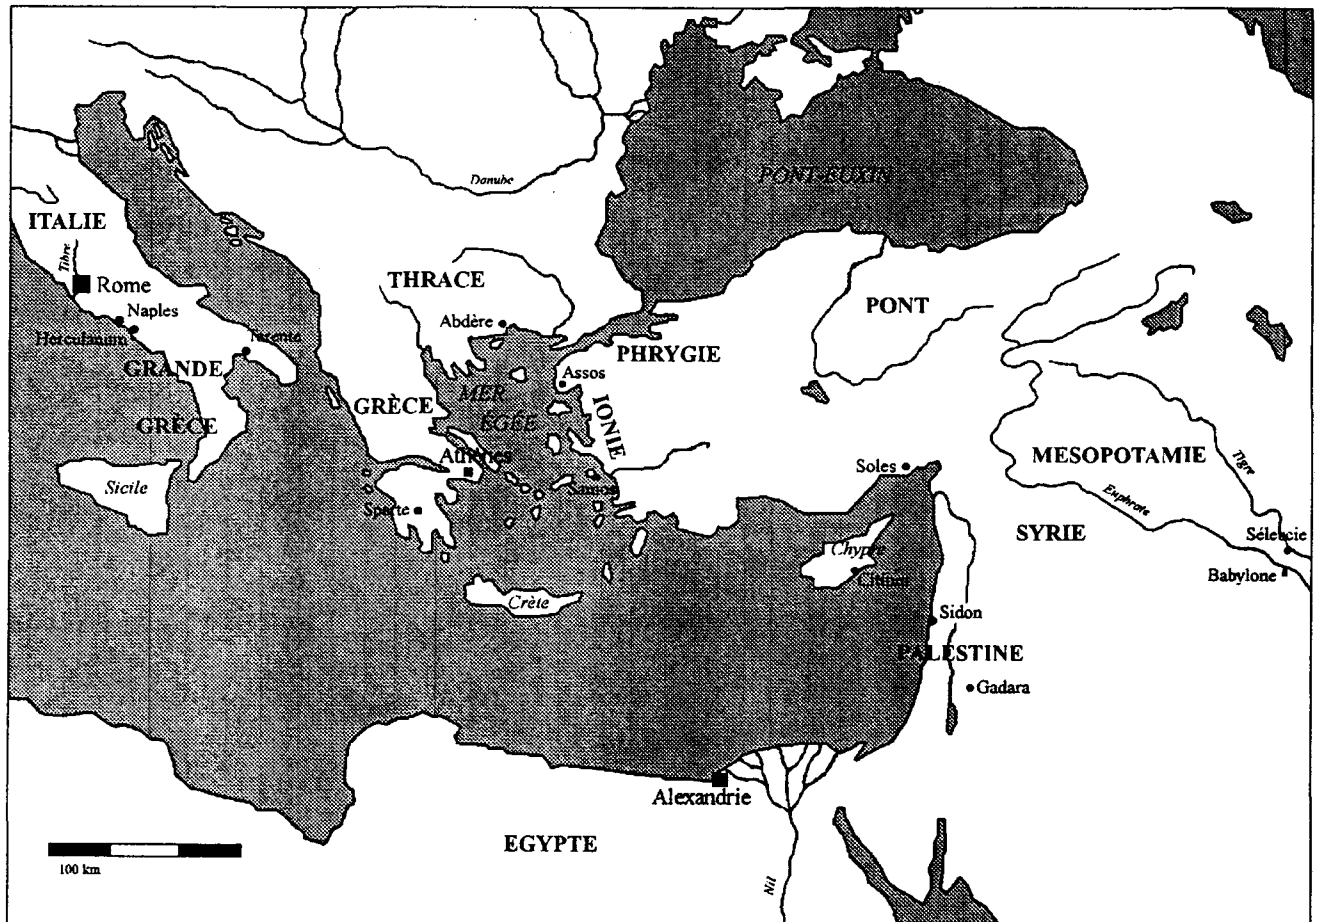 PONT-EUXIN
Danube
ITALIE
Tibre
Rome
THRACE
PONT
Naples
Abdère
Herculanum
Tarente
PHRYGIE
GRANDE
Assos
MER
GRÈCE
IONIE
ÉGÉE
GRÈCE
Athènes
MESOPOTAMIE
Tigre
Soles
Sicile
Samos
Euphrate
Sparte
SYRIE
Séleucie
Chypre
Babylone
Citium
Crète
Sidon
PALESTINE
Gadara
Alexandrie
EGYPTE
100 km
Nil